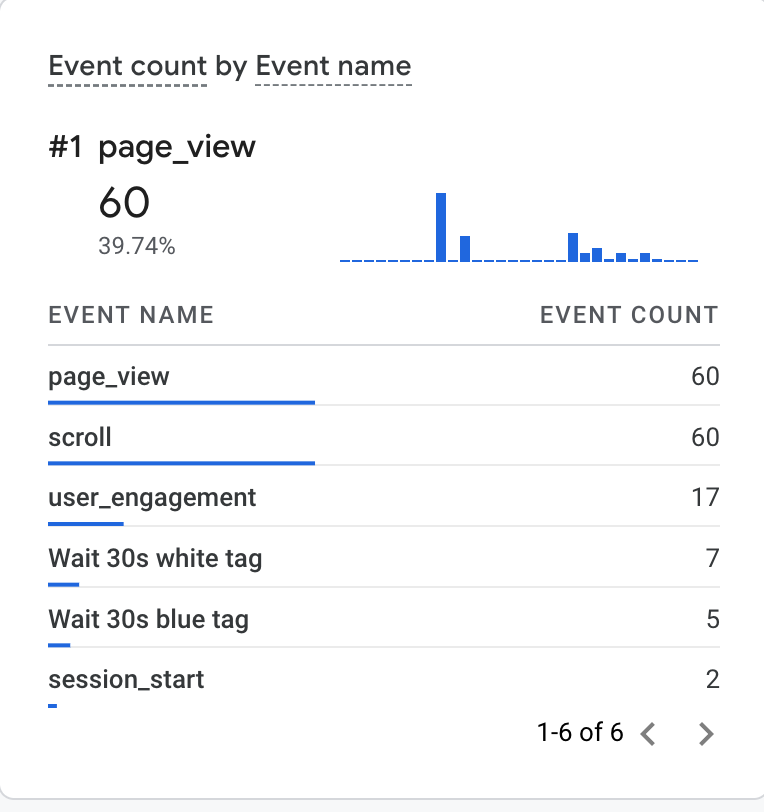 Event count by Event name
#1 page_view
60
39.74%
EVENT NAME EVENT COUNT
page_view 60
scroll 60
user_engagement 17
Wait 30s white tag 7
Wait 30s blue tag 5
session_start 2
1-6 of 6